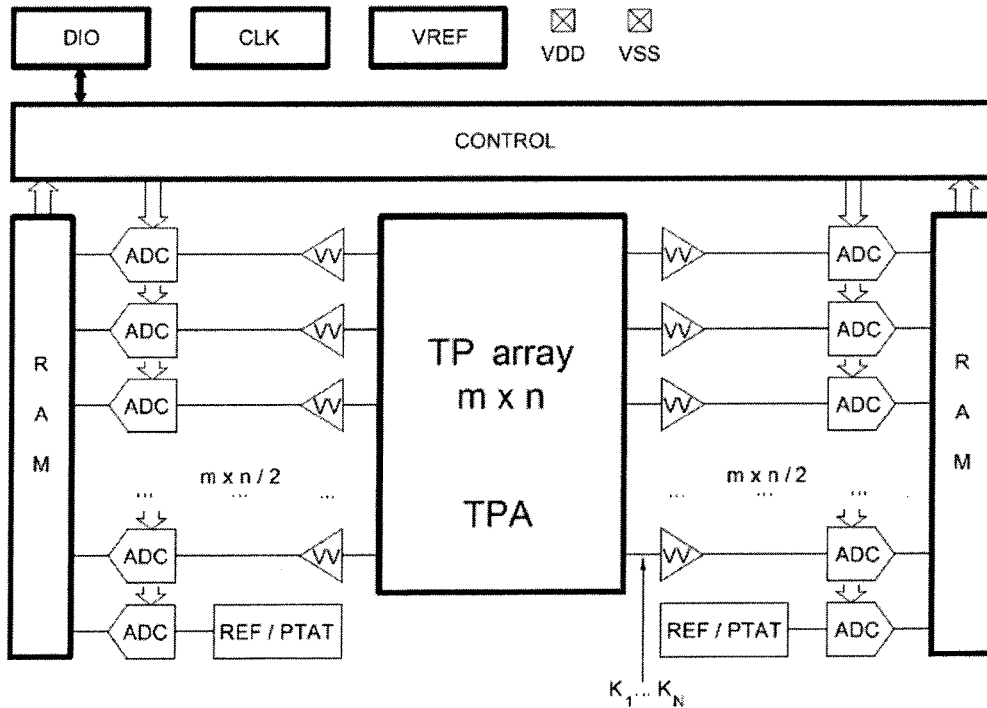 DIO
CLK
VREF
VDD
VSS
CONTROL
R
A
M
ADC
VV
ADC
VV
ADC
VV
m x n / 2
... ... ...
ADC
VV
ADC
REF / PTAT
TP array
m x n
TPA
VV
ADC
VV
ADC
VV
ADC
m x n / 2
... ... ...
VV
ADC
REF / PTAT
ADC
R
A
M
K1... KN